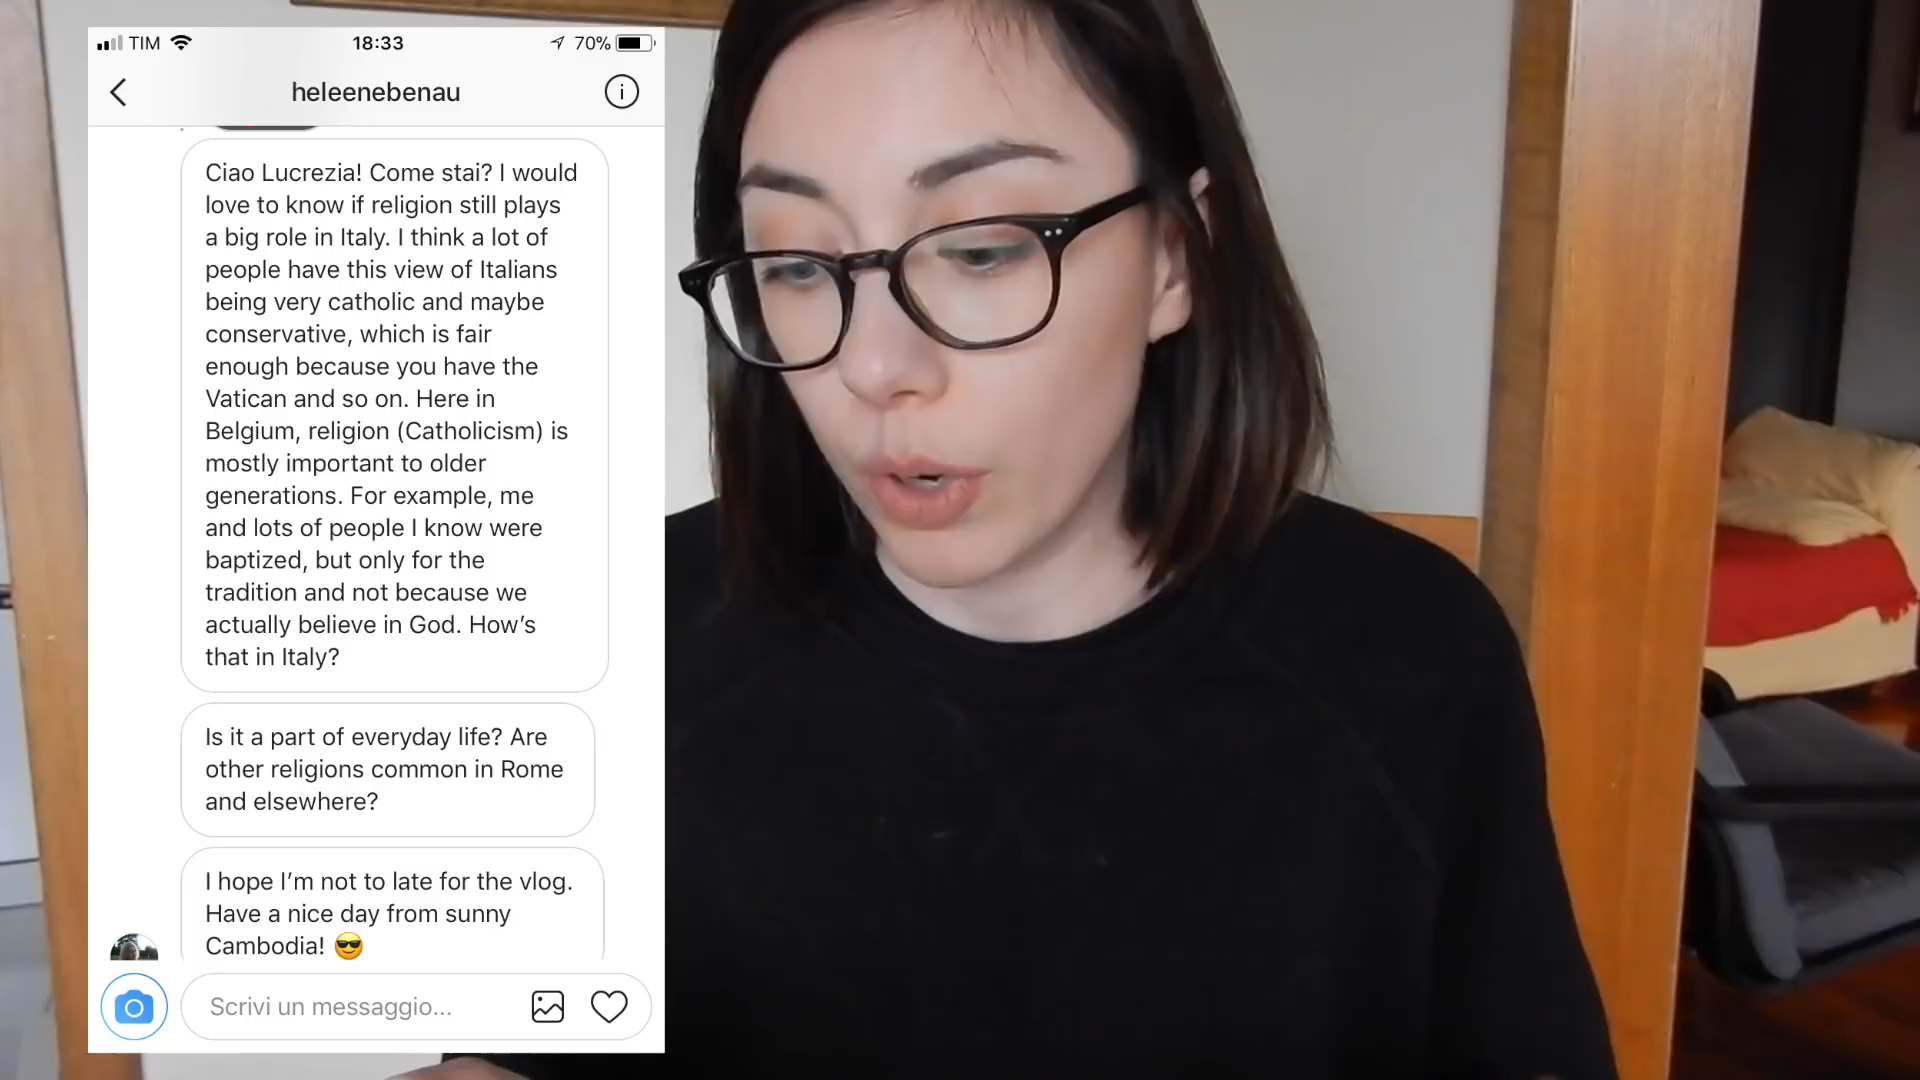 TIM 18:33 70%
heleenebenau
Ciao Lucrezia! Come stai? I would
love to know if religion still plays
a big role in Italy. I think a lot of
people have this view of Italians
being very catholic and maybe
conservative, which is fair
enough because you have the
Vatican and so on. Here in
Belgium, religion (Catholicism) is
mostly important to older
generations. For example, me
and lots of people I know were
baptized, but only for the
tradition and not because we
actually believe in God. How’s
that in Italy?
Is it a part of everyday life? Are
other religions common in Rome
and elsewhere?
I hope I’m not to late for the vlog.
Have a nice day from sunny
Cambodia! 😎
Scrivi un messaggio...